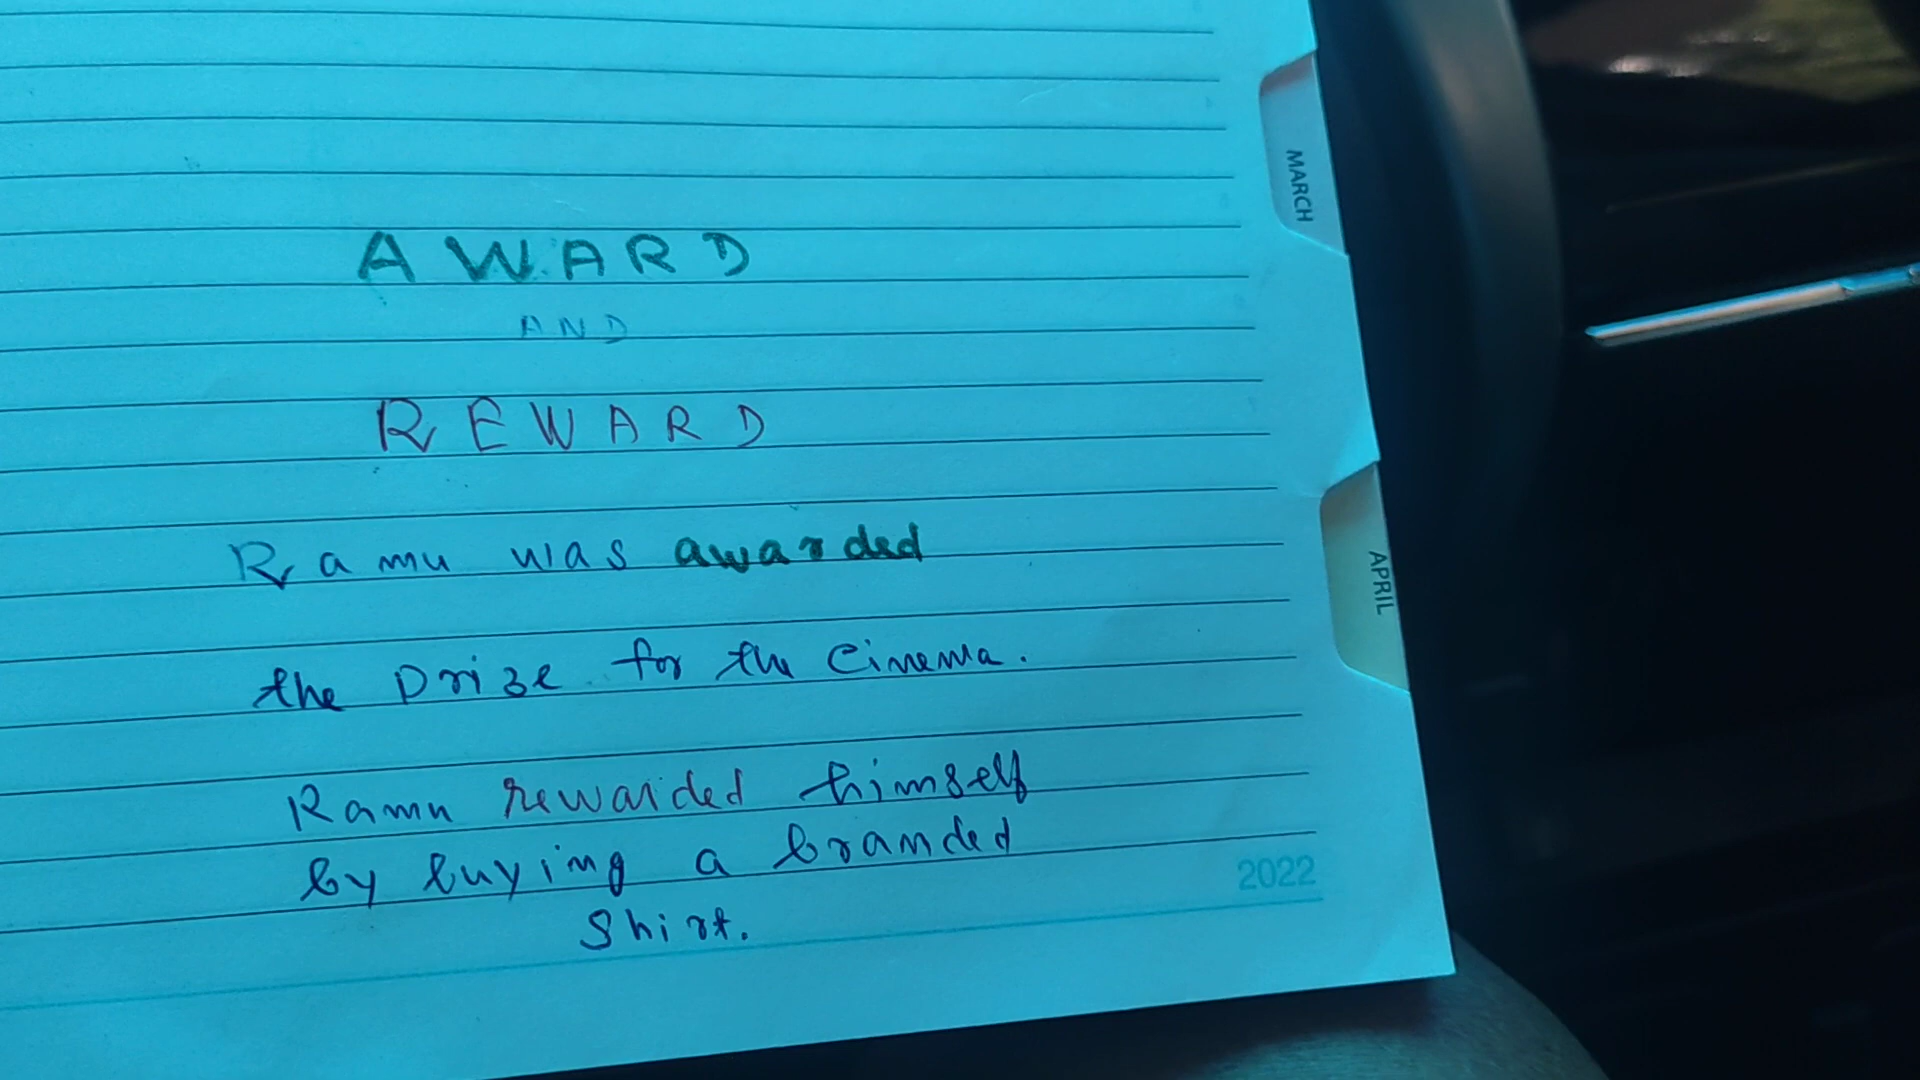 AWARD
AND
REWARD
Ramu was awarded
the Prize for the Cinema.
Ramu rewarded himself
by buying a branded
Shirt.
2022
MARCH
APRIL